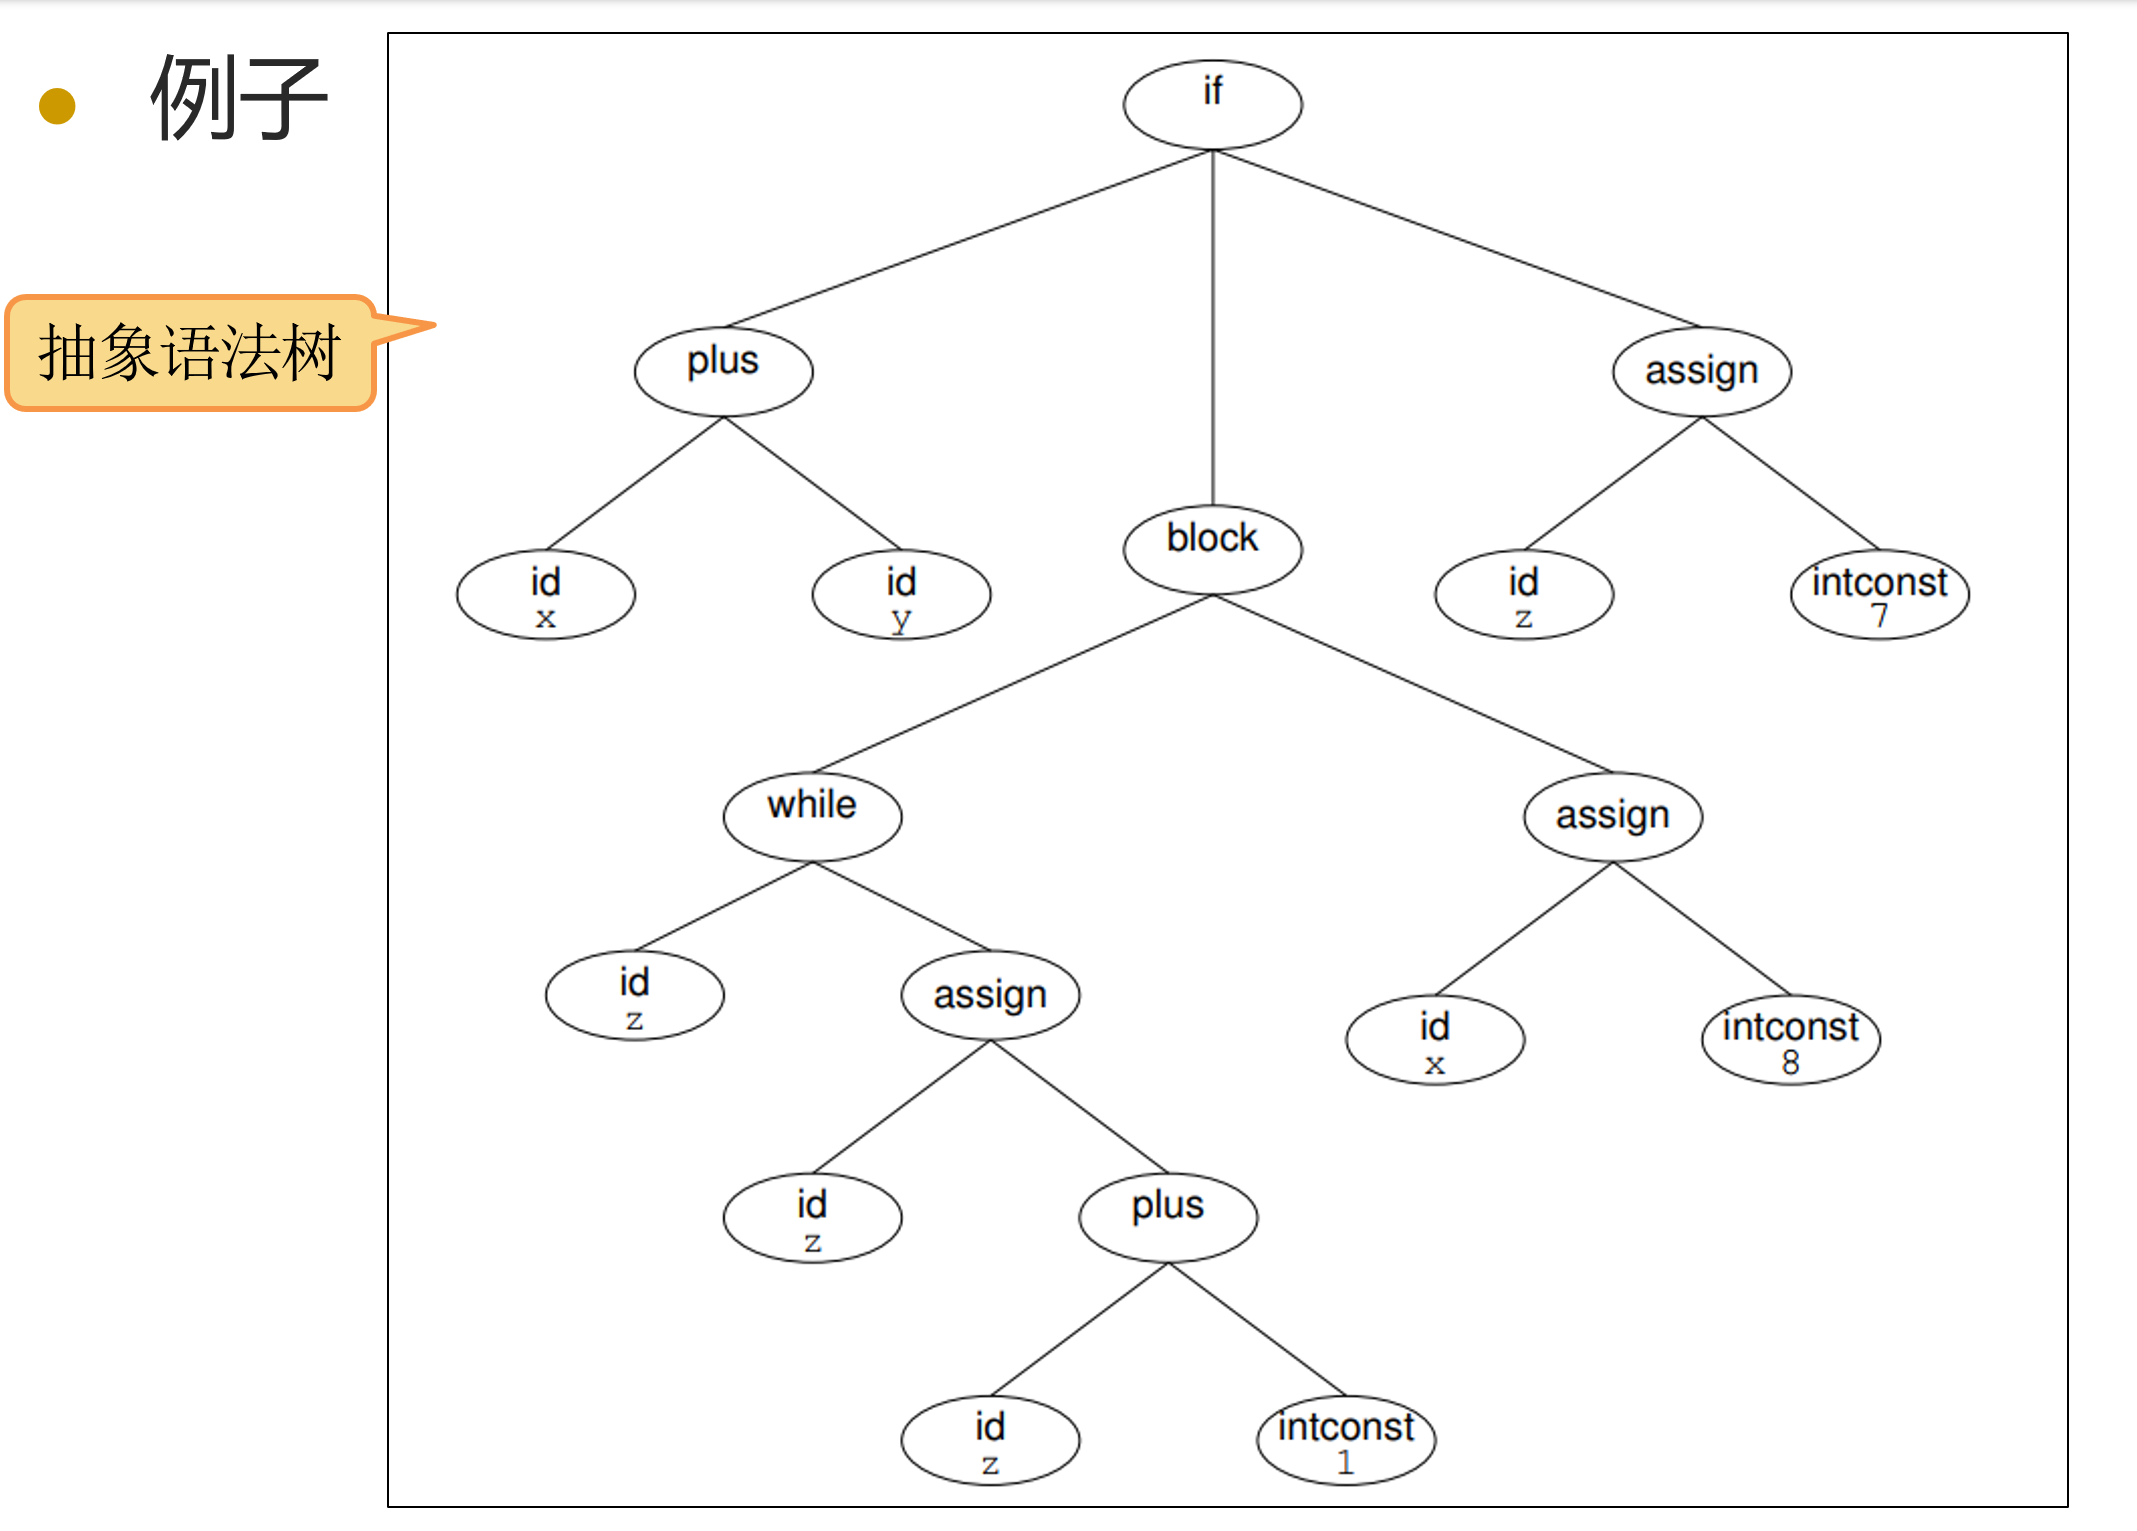 例子
抽象语法树
if
plus
assign
id
x
id
y
block
id
z
intconst
7
while
assign
id
z
assign
id
x
intconst
8
id
z
plus
id
z
intconst
1